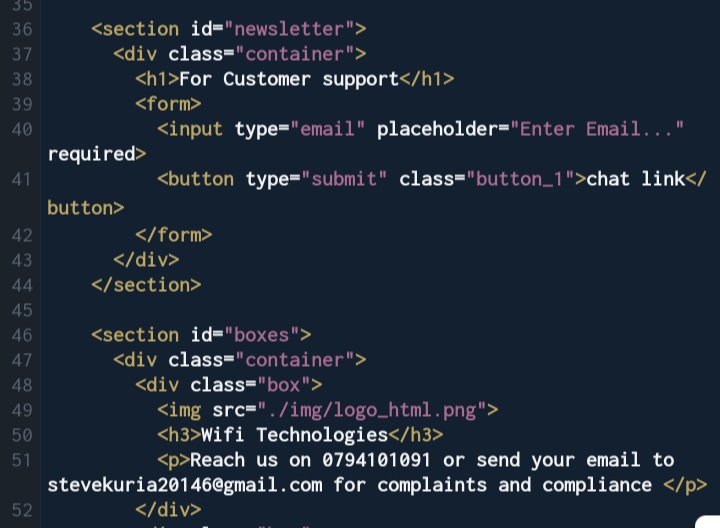 35
36 <section id="newsletter">
37 <div class="container">
38 <h1>For Customer support</h1>
39 <form>
40 <input type="email" placeholder="Enter Email..."
required>
41 <button type="submit" class="button_1">chat link</
button>
42 </form>
43 </div>
44 </section>
45
46 <section id="boxes">
47 <div class="container">
48 <div class="box">
49 <img src="./img/logo_html.png">
50 <h3>Wifi Technologies</h3>
51 <p>Reach us on 0794101091 or send your email to
stevekuria20146@gmail.com for complaints and compliance </p>
52 </div>